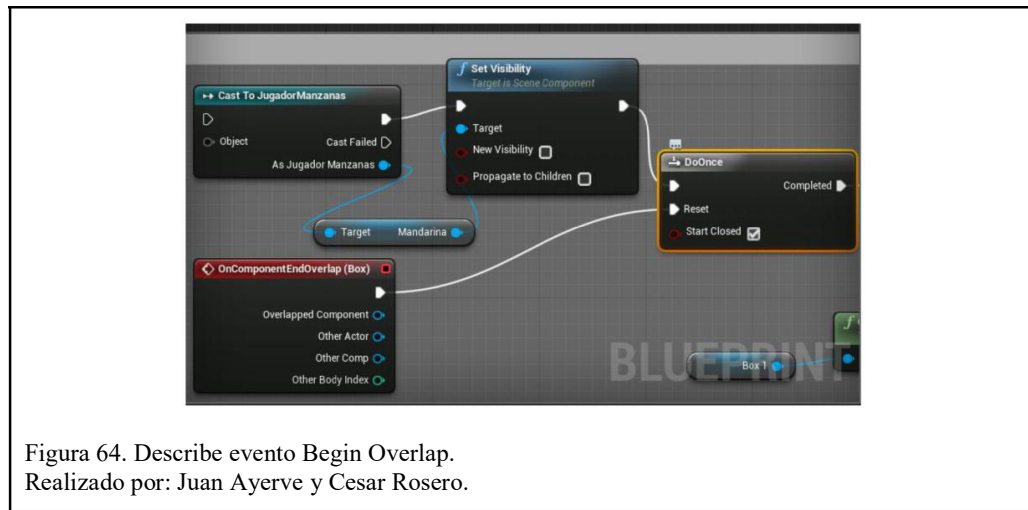 Set Visibility
Target is Scene Component
Target
New Visibility
Propagate to Children
Cast To JugadorManzanas
Object
Cast Failed
As Jugador Manzanas
DoOnce
Completed
Reset
Start Closed
Target Mandarina
OnComponentEndOverlap (Box)
Overlapped Component
Other Actor
Other Comp
Other Body Index
BLUEPRINT
Box 1
Figura 64. Describe evento Begin Overlap.
Realizado por: Juan Ayerve y Cesar Rosero.